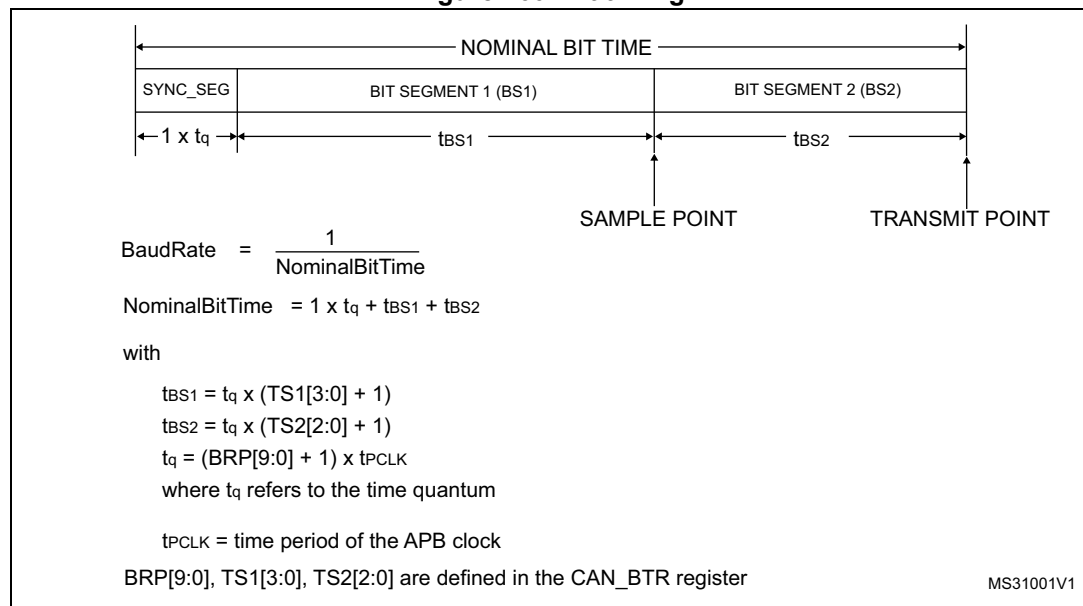 NOMINAL BIT TIME
SYNC_SEG BIT SEGMENT 1 (BS1) BIT SEGMENT 2 (BS2)
1 x tq tBS1 tBS2
SAMPLE POINT TRANSMIT POINT
BaudRate = 1
NominalBitTime
NominalBitTime = 1 x tq + tBS1 + tBS2
with
tBS1 = tq x (TS1[3:0] + 1)
tBS2 = tq x (TS2[2:0] + 1)
tq = (BRP[9:0] + 1) x tPCLK
where tq refers to the time quantum
tPCLK = time period of the APB clock
BRP[9:0], TS1[3:0], TS2[2:0] are defined in the CAN_BTR register
MS31001V1